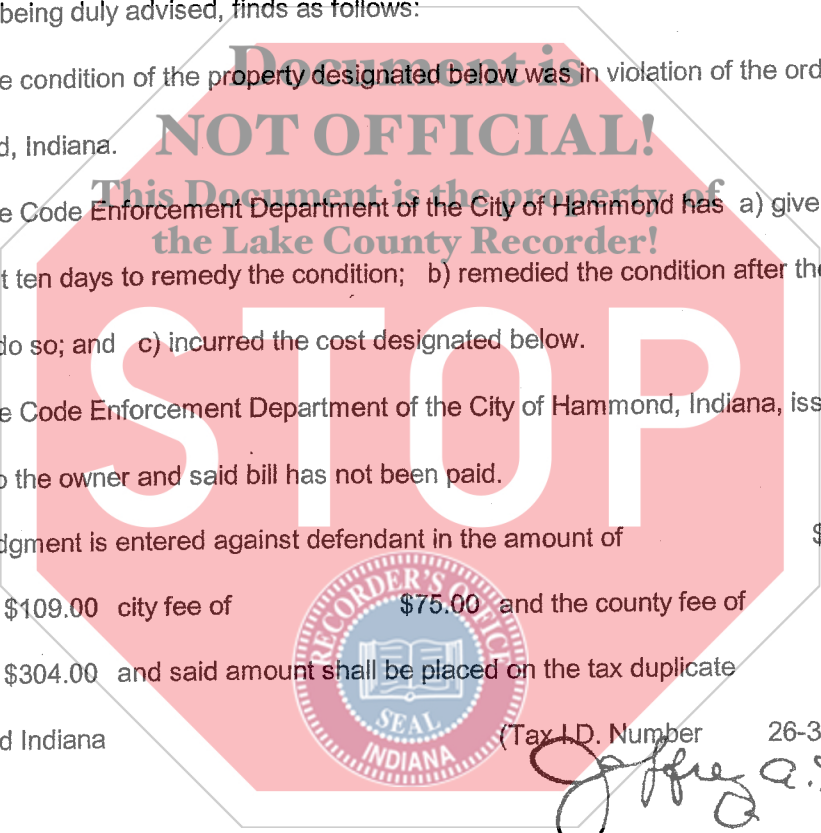 being duly advised, finds as follows:
Document is
e condition of the property designated below was in violation of the ord
NOT OFFICIAL!
d, Indiana.
This Document is the property of
e Code Enforcement Department of the City of Hammond has a) give
the Lake County Recorder!
t ten days to remedy the condition; b) remedied the condition after the
do so; and c) incurred the cost designated below.
STOP
e Code Enforcement Department of the City of Hammond, Indiana, iss
o the owner and said bill has not been paid.
dgment is entered against defendant in the amount of $
$109.00 city fee of $75.00 and the county fee of
$304.00 and said amount shall be placed on the tax duplicate
RECORDER'S OFFICE
SEAL
INDIANA
d Indiana (Tax I.D. Number 26-3
Jeffrey A.